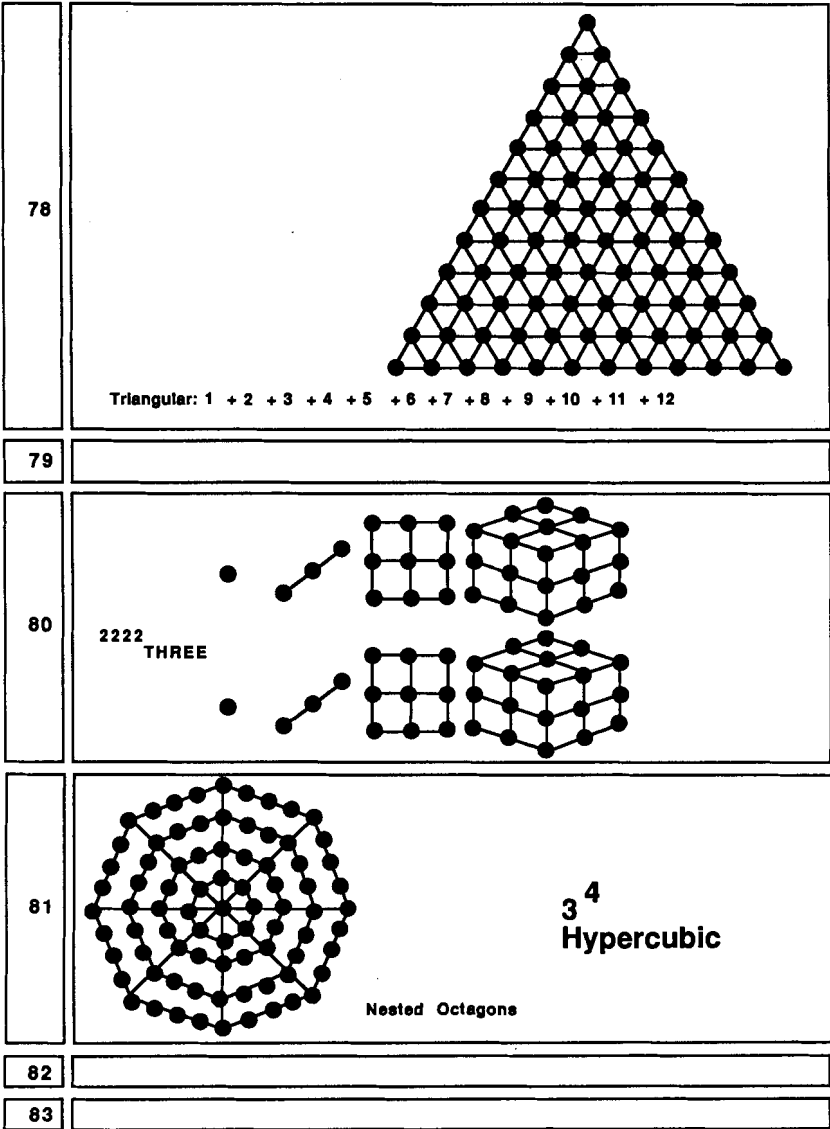 78
Triangular: 1 + 2 + 3 + 4 + 5 + 6 + 7 + 8 + 9 + 10 + 11 + 12
79
80
2222 THREE
81
3 4
Hypercubic
Nested Octagons
82
83